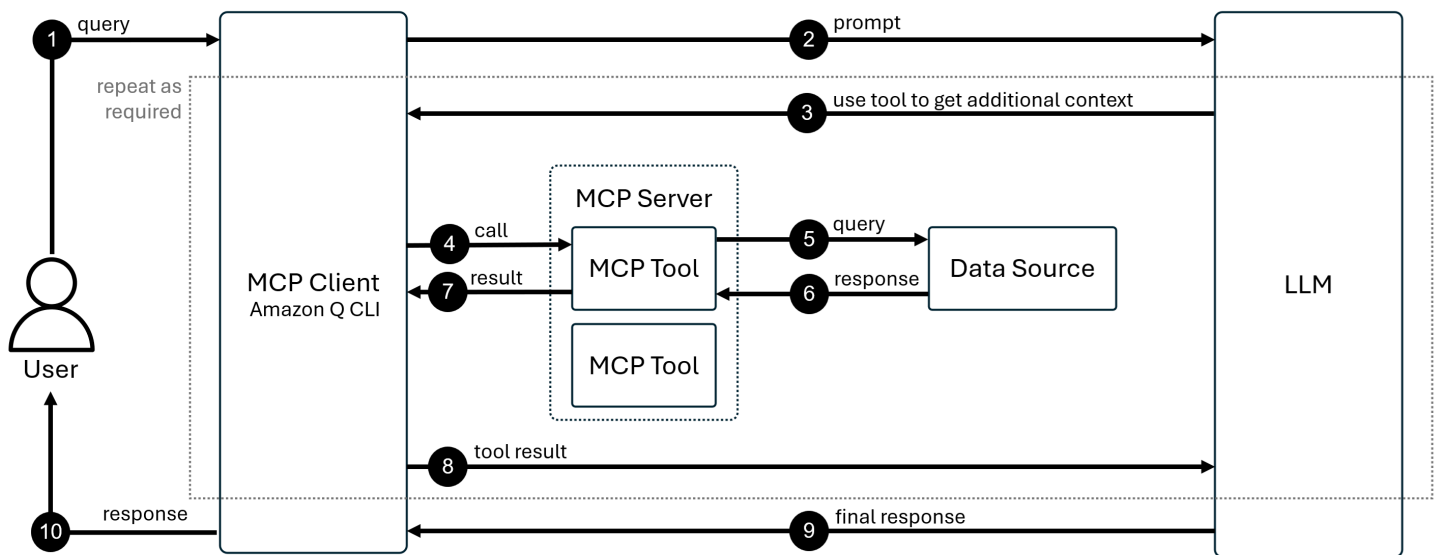 1 query
2 prompt
repeat as
required
3 use tool to get additional context
MCP Server
4 call
5 query
MCP Tool
Data Source
7 result
6 response
MCP Client
Amazon Q CLI
LLM
MCP Tool
User
8 tool result
10 response
9 final response